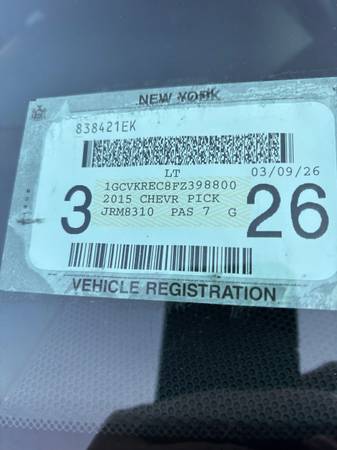 NEW YORK
838421EK
LT 03/09/26
3 1GCVKREC8FZ398800 26
2015 CHEVR PICK
JRM8310 PAS 7 G
VEHICLE REGISTRATION